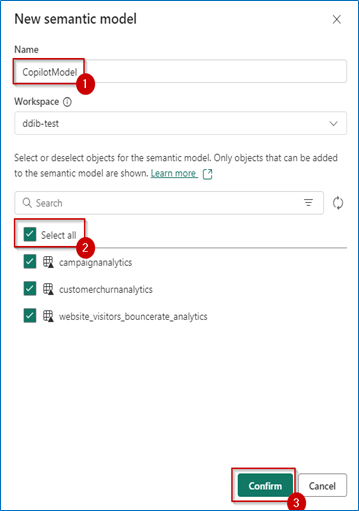 New semantic model
Name
CopilotModel
1
Workspace
ddib-test
Select or deselect objects for the semantic model. Only objects that can be added
to the semantic model are shown. Learn more
Search
Select all
2
campaignanalytics
customerchurnanalytics
website_visitors_bouncerate_analytics
Confirm
Cancel
3